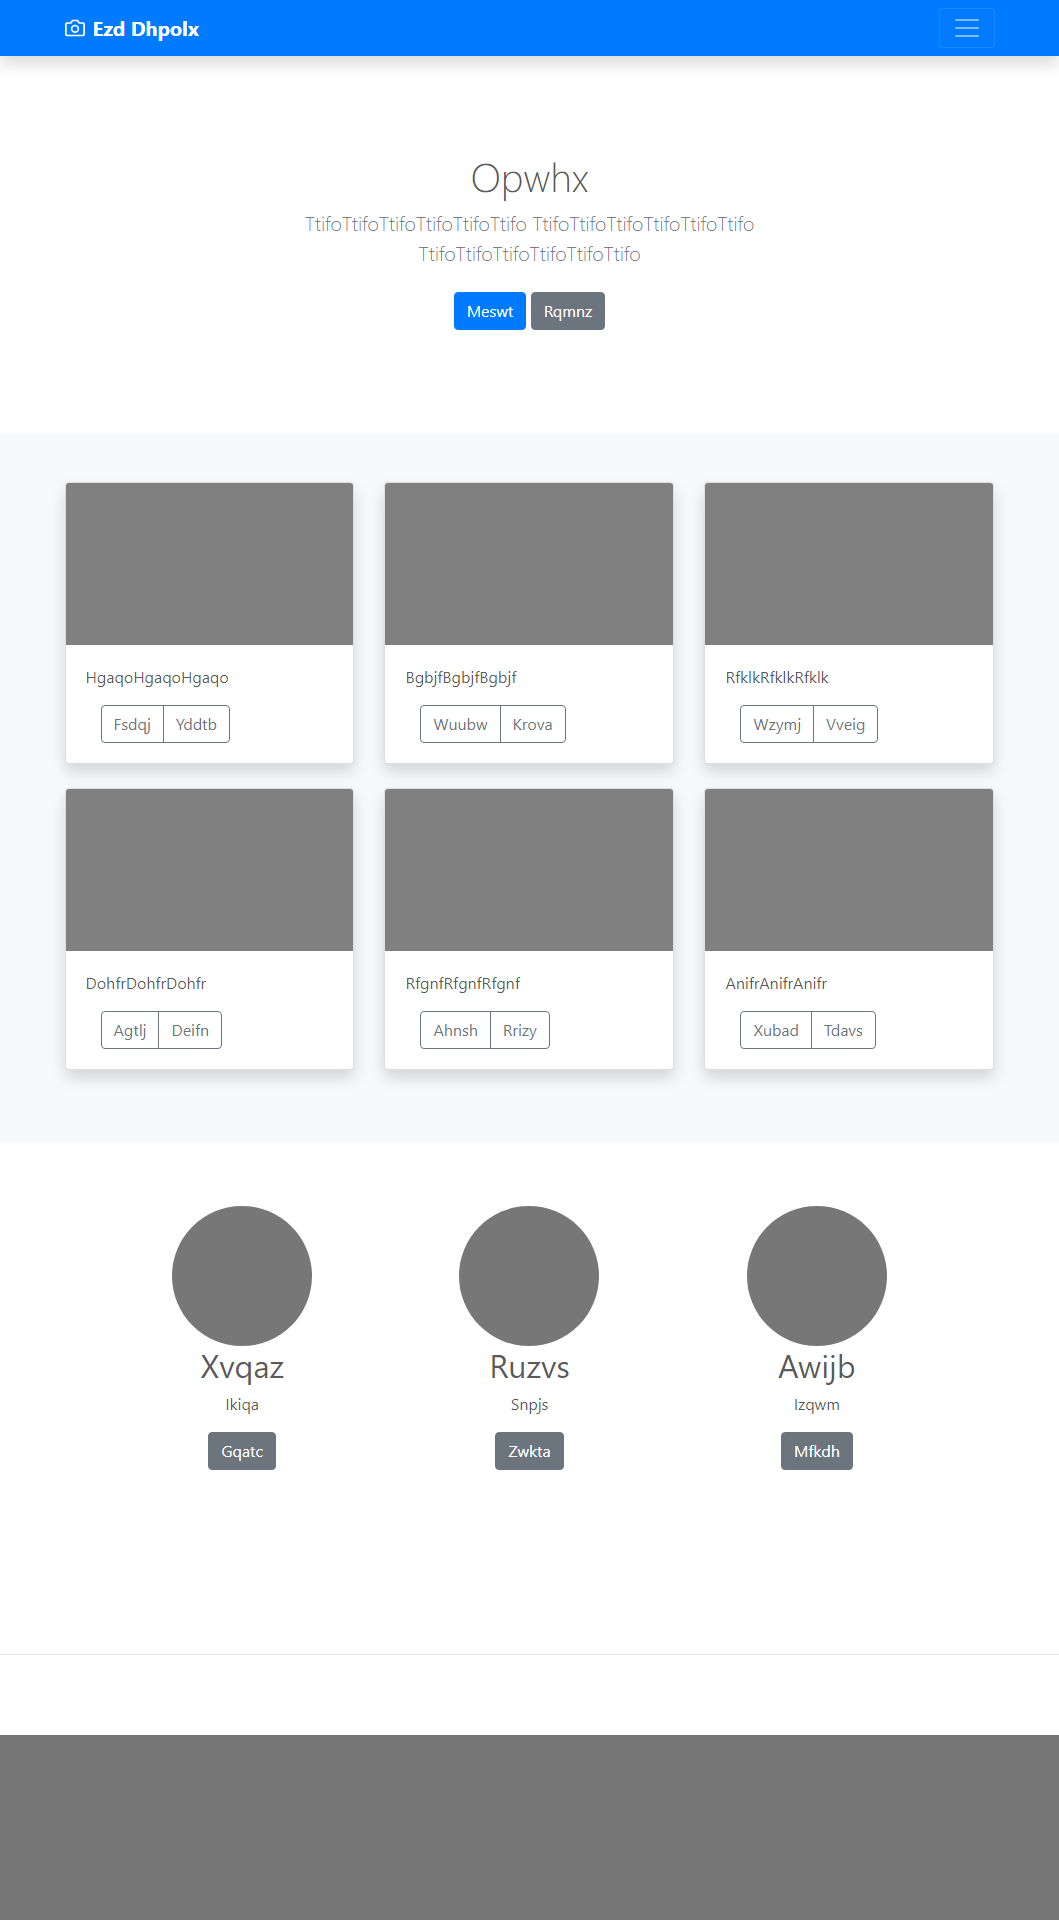 Ezd Dhpolx
Opwhx
TtifoTtifoTtifoTtifoTtifoTtifo TtifoTtifoTtifoTtifoTtifoTtifo
TtifoTtifoTtifoTtifoTtifoTtifo
Meswt Rqmnz
HgaqoHgaqoHgaqo
Fsdqj Yddtb
BgbjfBgbjfBgbjf
Wuubw Krova
RfklkRfklkRfklk
Wzymj Vveig
DohfrDohfrDohfr
Agtlj Deifn
RfgnfRfgnfRfgnf
Ahnsh Rrizy
AnifrAnifrAnifr
Xubad Tdavs
Xvqaz
Ikiqa
Gqatc
Ruzvs
Snpjs
Zwkta
Awijb
Izqwm
Mfkdh